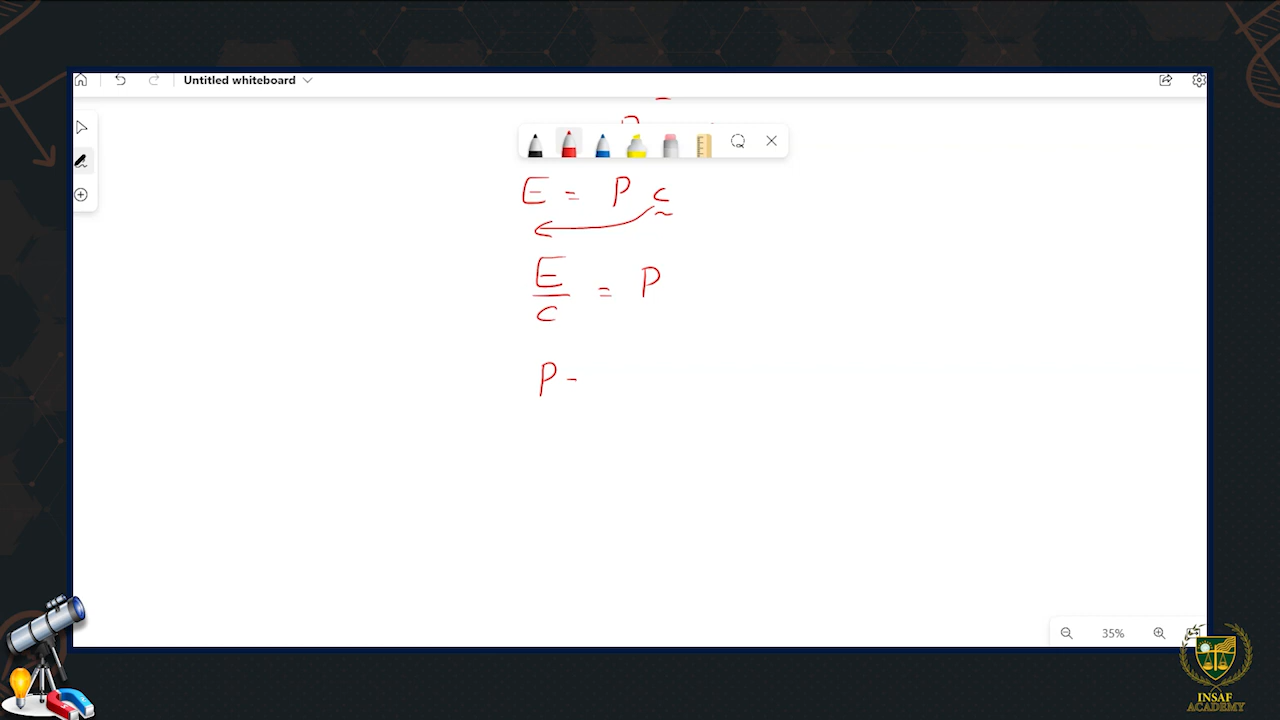 Untitled whiteboard
E = P c
E
c = P
P -
35%
INSAF
ACADEMY